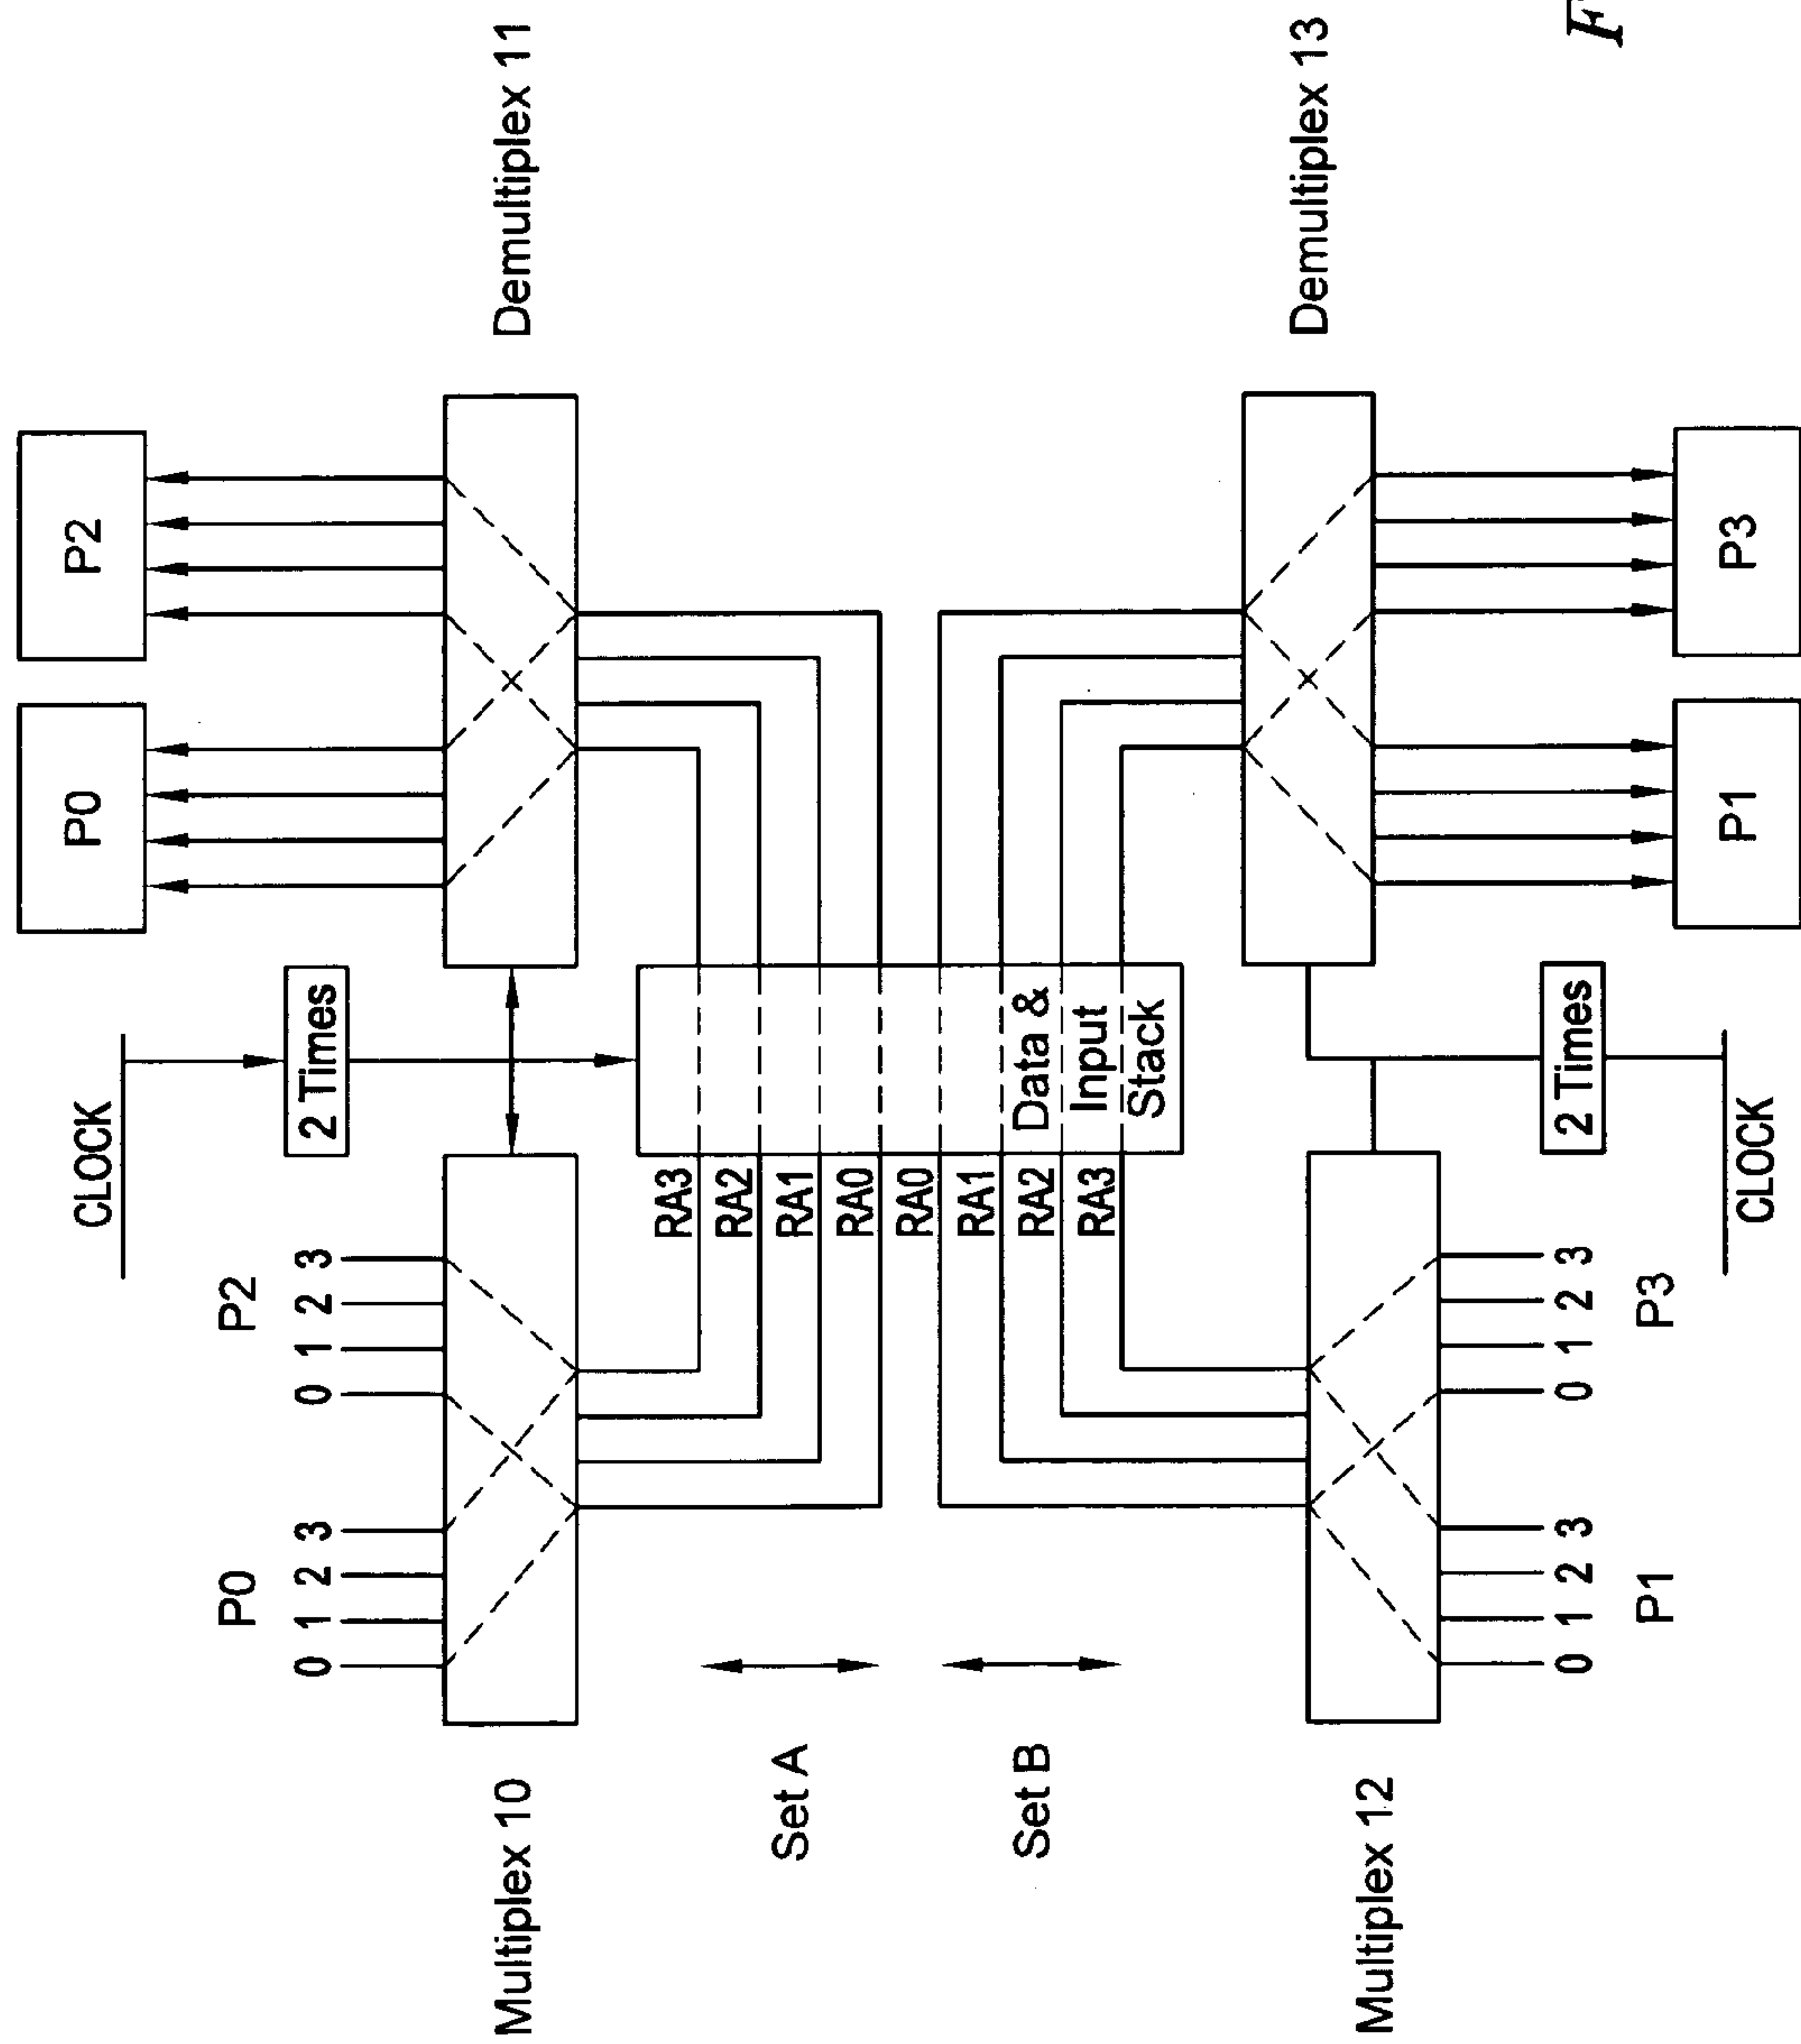 CLOCK
P0
P2
P0
P2
0 1 2 3
0 1 2 3
2 Times
Multiplex 10
Demultiplex 11
RA3
RA2
Set A
RA1
RA0
RA0
RA1
Set B
RA2
RA3
Data &
Input
Stack
Demultiplex 13
Multiplex 12
0 1 2 3
0 1 2 3
2 Times
P1
P3
CLOCK
P1
P3